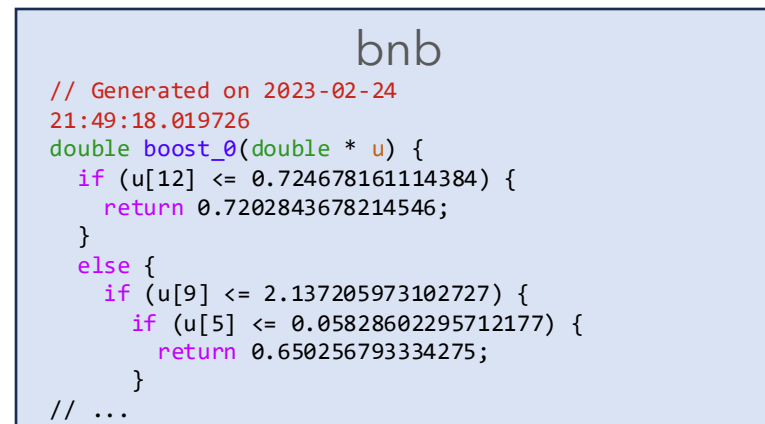 bnb
// Generated on 2023-02-24
21:49:18.019726
double boost_0(double * u) {
  if (u[12] <= 0.724678161114384) {
    return 0.7202843678214546;
  }
  else {
    if (u[9] <= 2.137205973102727) {
      if (u[5] <= 0.05828602295712177) {
        return 0.650256793334275;
      }
// ...